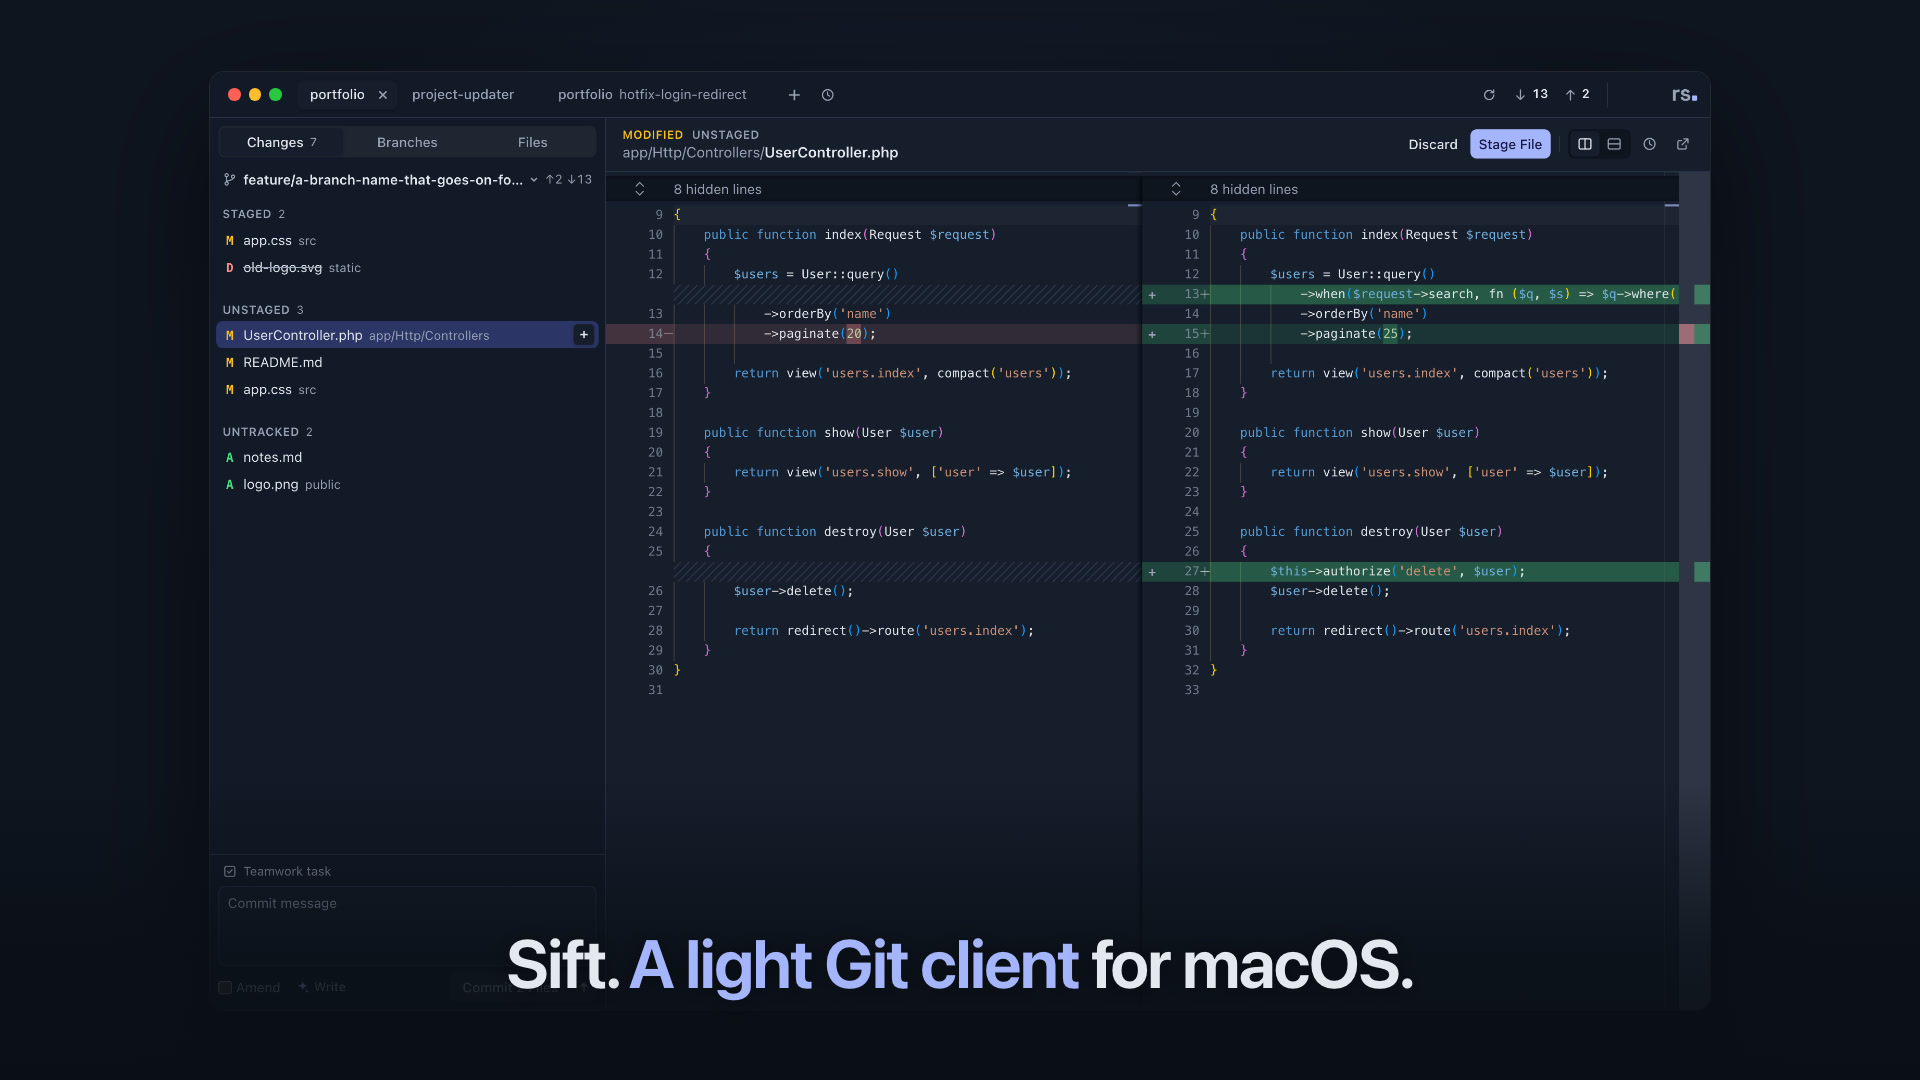 portfolio × project-updater portfolio hotfix-login-redirect + ↓ 13 ↑ 2 rs.
Changes 7 Branches Files
feature/a-branch-name-that-goes-on-fo... ↑2 ↓13
STAGED 2
M app.css src
D old-logo.svg static
UNSTAGED 3
M UserController.php app/Http/Controllers +
M README.md
M app.css src
UNTRACKED 2
A notes.md
A logo.png public
Teamwork task
Commit message
Amend Write
Commit
MODIFIED UNSTAGED
app/Http/Controllers/UserController.php
Discard Stage File
8 hidden lines
9 {
10 public function index(Request $request)
11 {
12 $users = User::query()
13 ->orderBy('name')
14− ->paginate(20);
15
16 return view('users.index', compact('users'));
17 }
18
19 public function show(User $user)
20 {
21 return view('users.show', ['user' => $user]);
22 }
23
24 public function destroy(User $user)
25 {
26 $user->delete();
27
28 return redirect()->route('users.index');
29 }
30 }
31
8 hidden lines
9 {
10 public function index(Request $request)
11 {
12 $users = User::query()
+ 13+ ->when($request->search, fn ($q, $s) => $q->where(
14 ->orderBy('name')
+ 15+ ->paginate(25);
16
17 return view('users.index', compact('users'));
18 }
19
20 public function show(User $user)
21 {
22 return view('users.show', ['user' => $user]);
23 }
24
25 public function destroy(User $user)
26 {
+ 27+ $this->authorize('delete', $user);
28 $user->delete();
29
30 return redirect()->route('users.index');
31 }
32 }
33
Sift. A light Git client for macOS.